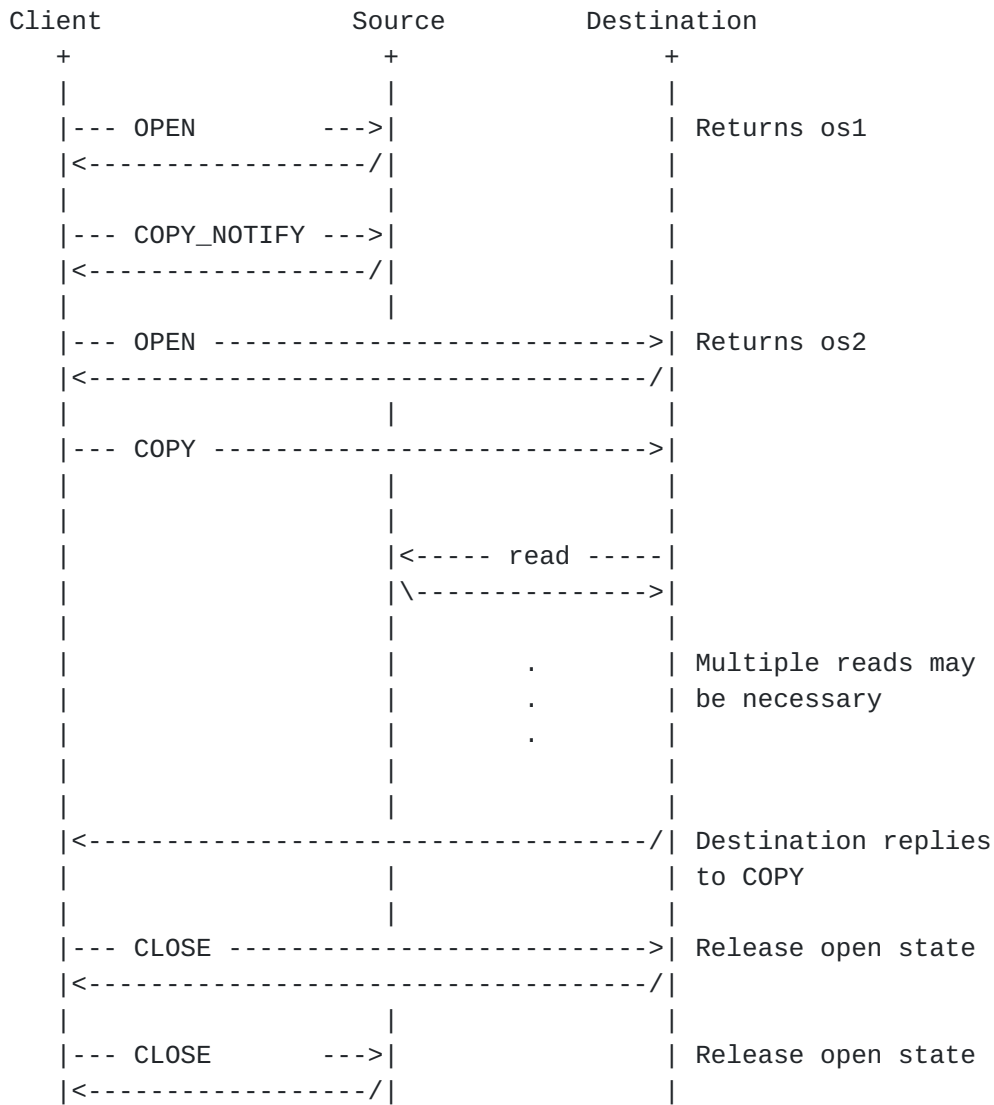 Client                Source         Destination
   +                    +                 +
   |                    |                 |
   |--- OPEN        --->|                 | Returns os1
   |<------------------/|                 |
   |                    |                 |
   |--- COPY_NOTIFY --->|                 |
   |<------------------/|                 |
   |                    |                 |
   |--- OPEN ---------------------------->| Returns os2
   |<------------------------------------/|
   |                    |                 |
   |--- COPY ---------------------------->|
   |                    |                 |
   |                    |                 |
   |                    |<----- read -----|
   |                    |\--------------->|
   |                    |                 |
   |                    |        .        | Multiple reads may
   |                    |        .        | be necessary
   |                    |        .        |
   |                    |                 |
   |                    |                 |
   |<------------------------------------/| Destination replies
   |                    |                 | to COPY
   |                    |                 |
   |--- CLOSE --------------------------->| Release open state
   |<------------------------------------/|
   |                    |                 |
   |--- CLOSE       --->|                 | Release open state
   |<------------------/|                 |